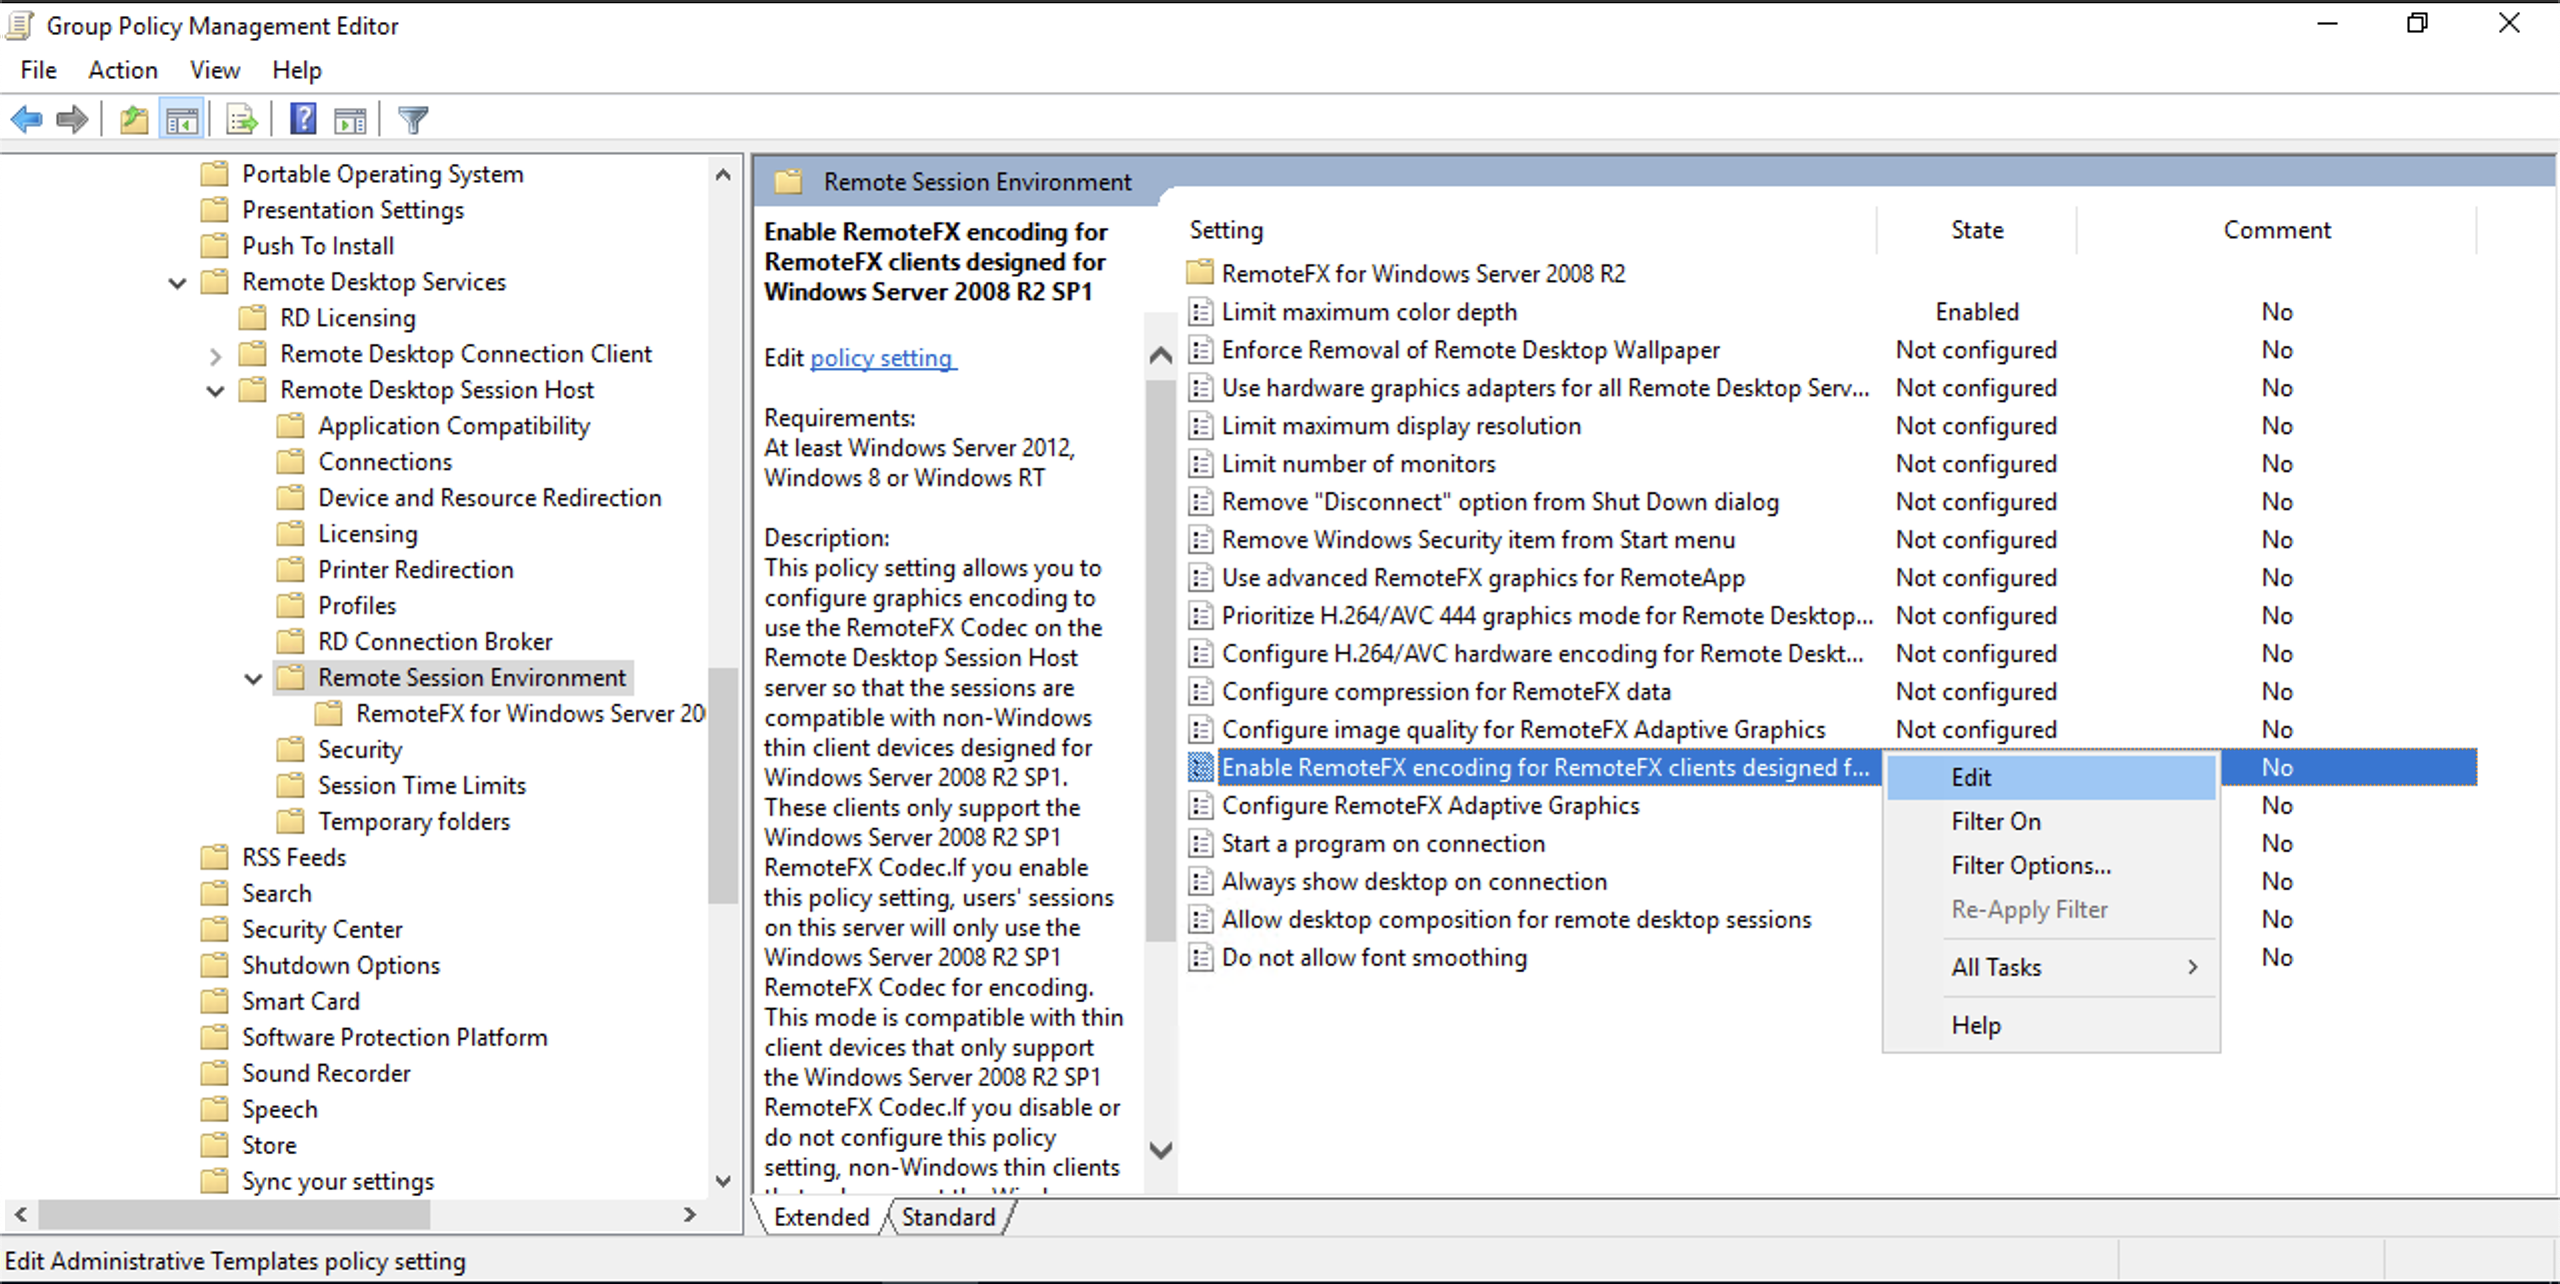 Group Policy Management Editor
File Action View Help
Portable Operating System
Presentation Settings
Push To Install
Remote Desktop Services
RD Licensing
Remote Desktop Connection Client
Remote Desktop Session Host
Application Compatibility
Connections
Device and Resource Redirection
Licensing
Printer Redirection
Profiles
RD Connection Broker
Remote Session Environment
RemoteFX for Windows Server 20
Security
Session Time Limits
Temporary folders
RSS Feeds
Search
Security Center
Shutdown Options
Smart Card
Software Protection Platform
Sound Recorder
Speech
Store
Sync your settings
Remote Session Environment
Enable RemoteFX encoding for
RemoteFX clients designed for
Windows Server 2008 R2 SP1
Edit policy setting
Requirements:
At least Windows Server 2012,
Windows 8 or Windows RT
Description:
This policy setting allows you to
configure graphics encoding to
use the RemoteFX Codec on the
Remote Desktop Session Host
server so that the sessions are
compatible with non-Windows
thin client devices designed for
Windows Server 2008 R2 SP1.
These clients only support the
Windows Server 2008 R2 SP1
RemoteFX Codec.If you enable
this policy setting, users' sessions
on this server will only use the
Windows Server 2008 R2 SP1
RemoteFX Codec for encoding.
This mode is compatible with thin
client devices that only support
the Windows Server 2008 R2 SP1
RemoteFX Codec.If you disable or
do not configure this policy
setting, non-Windows thin clients
Setting State Comment
RemoteFX for Windows Server 2008 R2
Limit maximum color depth Enabled No
Enforce Removal of Remote Desktop Wallpaper Not configured No
Use hardware graphics adapters for all Remote Desktop Serv... Not configured No
Limit maximum display resolution Not configured No
Limit number of monitors Not configured No
Remove "Disconnect" option from Shut Down dialog Not configured No
Remove Windows Security item from Start menu Not configured No
Use advanced RemoteFX graphics for RemoteApp Not configured No
Prioritize H.264/AVC 444 graphics mode for Remote Desktop... Not configured No
Configure H.264/AVC hardware encoding for Remote Deskt... Not configured No
Configure compression for RemoteFX data Not configured No
Configure image quality for RemoteFX Adaptive Graphics Not configured No
Enable RemoteFX encoding for RemoteFX clients designed f... No
Configure RemoteFX Adaptive Graphics No
Start a program on connection No
Always show desktop on connection No
Allow desktop composition for remote desktop sessions No
Do not allow font smoothing No
Edit
Filter On
Filter Options...
Re-Apply Filter
All Tasks
Help
Extended Standard
Edit Administrative Templates policy setting